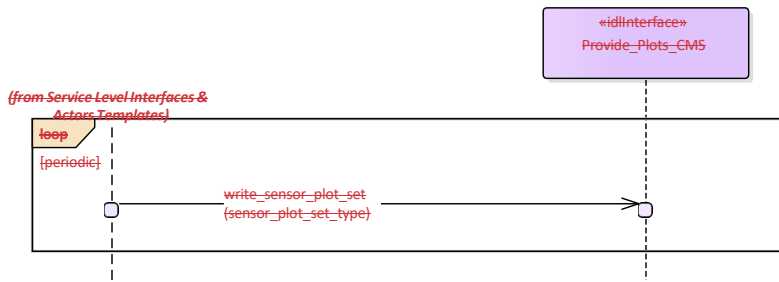 «idlInterface»
Provide_Plots_CMS
(from Service Level Interfaces &
Actors Templates)
loop
[periodic]
write_sensor_plot_set
(sensor_plot_set_type)